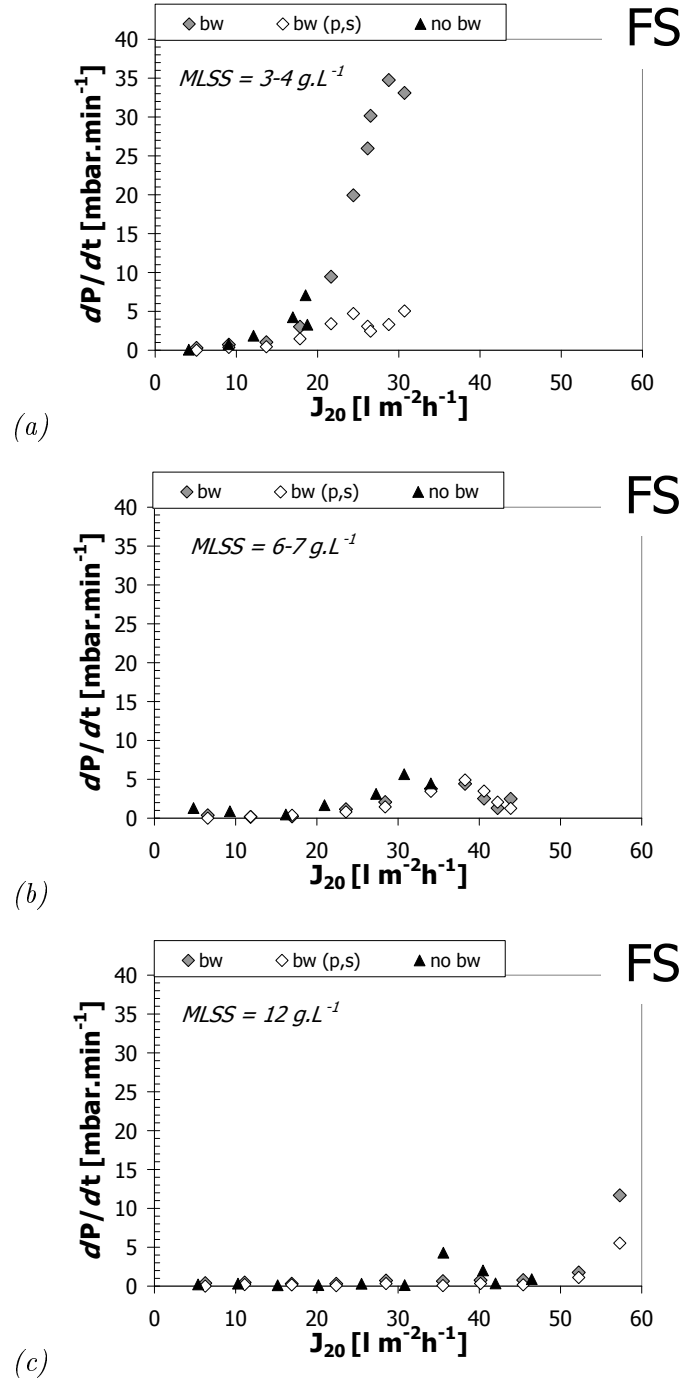 bw bw (p,s) no bw
FS
MLSS = 3-4 g.L⁻¹
dP/dt [mbar.min⁻¹]
40
35
30
25
20
15
10
5
0
0 10 20 30 40 50 60
J₂₀ [l m⁻²h⁻¹]
(a)
bw bw (p,s) no bw
FS
MLSS = 6-7 g.L⁻¹
dP/dt [mbar.min⁻¹]
40
35
30
25
20
15
10
5
0
0 10 20 30 40 50 60
J₂₀ [l m⁻²h⁻¹]
(b)
bw bw (p,s) no bw
FS
MLSS = 12 g.L⁻¹
dP/dt [mbar.min⁻¹]
40
35
30
25
20
15
10
5
0
0 10 20 30 40 50 60
J₂₀ [l m⁻²h⁻¹]
(c)